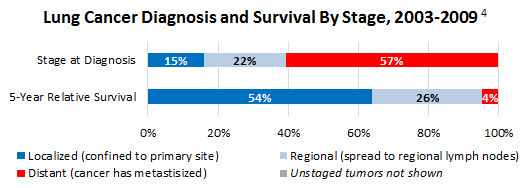 Lung Cancer Diagnosis and Survival By Stage, 2003-2009 4
Stage at Diagnosis 15% 22% 57%
5-Year Relative Survival 54% 26% 4%
0% 20% 40% 60% 80% 100%
Localized (confined to primary site) Regional (spread to regional lymph nodes)
Distant (cancer has metastisized) Unstaged tumors not shown